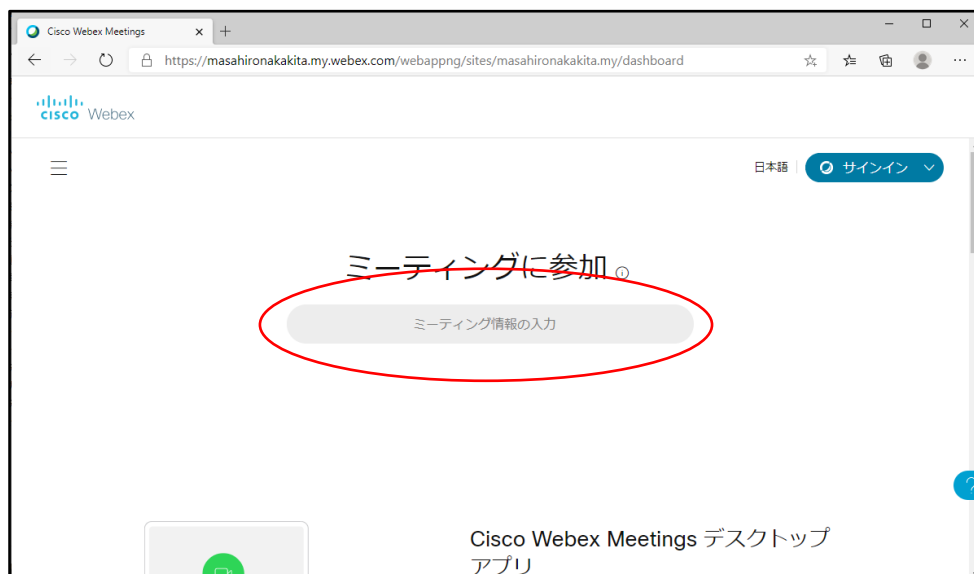 Cisco Webex Meetings
https://masahironakakita.my.webex.com/webappng/sites/masahironakakita.my/dashboard
cisco Webex
日本語 サインイン
ミーティングに参加
ミーティング情報の入力
?
Cisco Webex Meetings デスクトップ
アプリ